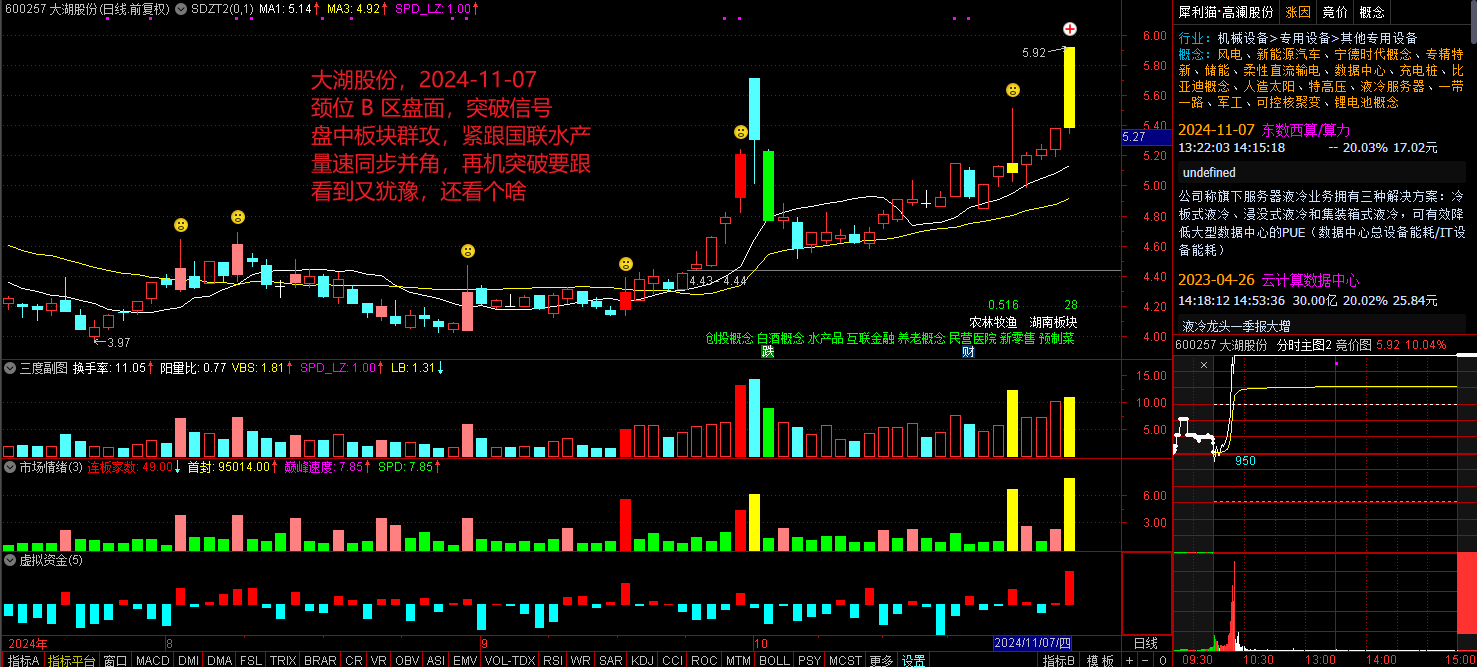 600257 大湖股份(日线.前复权) SDZT2(0,1) MA1: 5.14↑ MA3: 4.92↑ SPD_LZ: 1.00↑
大湖股份，2024-11-07
颈位 B 区盘面，突破信号
盘中板块群攻，紧跟国联水产
量速同步并角，再机突破要跟
看到又犹豫，还看个啥
5.92
3.97
4.43-4.44
0.516 28
农林牧渔 湖南板块
创投概念 白酒概念 水产品 互联金融 养老概念 民营医院 新零售 预制菜
跌 财
6.00
5.80
5.60
5.40
5.27
5.20
5.00
4.80
4.60
4.40
4.20
4.00
三度副图 换手率: 11.05↑ 阳量比: 0.77 VBS: 1.81↑ SPD_LZ: 1.00↑ LB: 1.31↓
15.00
10.00
5.00
市场情绪(3) 连板家数: 49.00↓ 首封: 95014.00↑ 巅峰速度: 7.85↑ SPD: 7.85↑
6.00
3.00
虚拟资金(5)
2024年 8 9 10 2024/11/07/四 日线
指标A 指标平台 窗口 MACD DMI DMA FSL TRIX BRAR CR VR OBV ASI EMV VOL-TDX RSI WR SAR KDJ CCI ROC MTM BOLL PSY MCST 更多 设置 指标B 模板 + − 0
犀利猫·高澜股份 涨因 竟价 概念
行业：机械设备>专用设备>其他专用设备
概念：风电、新能源汽车、宁德时代概念、专精特
新、储能、柔性直流输电、数据中心、充电桩、比
亚迪概念、人造太阳、特高压、液冷服务器、一带
一路、军工、可控核聚变、锂电池概念
2024-11-07 东数西算/算力
13:22:03 14:15:18 -- 20.03% 17.02元
undefined
公司称旗下服务器液冷业务拥有三种解决方案：冷
板式液冷、浸没式液冷和集装箱式液冷，可有效降
低大型数据中心的PUE（数据中心总设备能耗/IT设
备能耗）
2023-04-26 云计算数据中心
14:18:12 14:53:36 30.00亿 20.02% 25.84元
液冷龙头一季报大增
600257 大湖股份 分时主图2 竟价图 5.92 10.04%
×
950
09:30 10:30 13:00 14:00 15:00